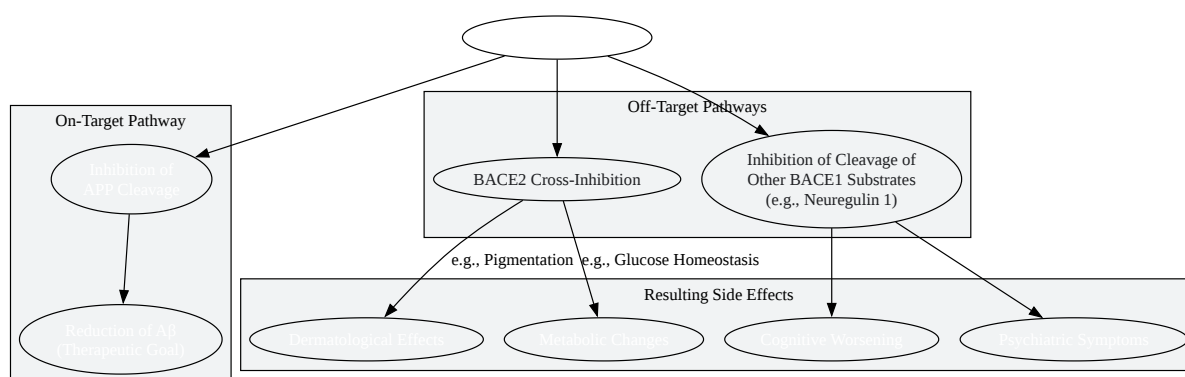 Off-Target Pathways
On-Target Pathway
Inhibition of
APP Cleavage
BACE2 Cross-Inhibition
Inhibition of Cleavage of
Other BACE1 Substrates
(e.g., Neuregulin 1)
e.g., Pigmentation
e.g., Glucose Homeostasis
Resulting Side Effects
Reduction of Aβ
(Therapeutic Goal)
Dermatological Effects
Metabolic Changes
Cognitive Worsening
Psychiatric Symptoms